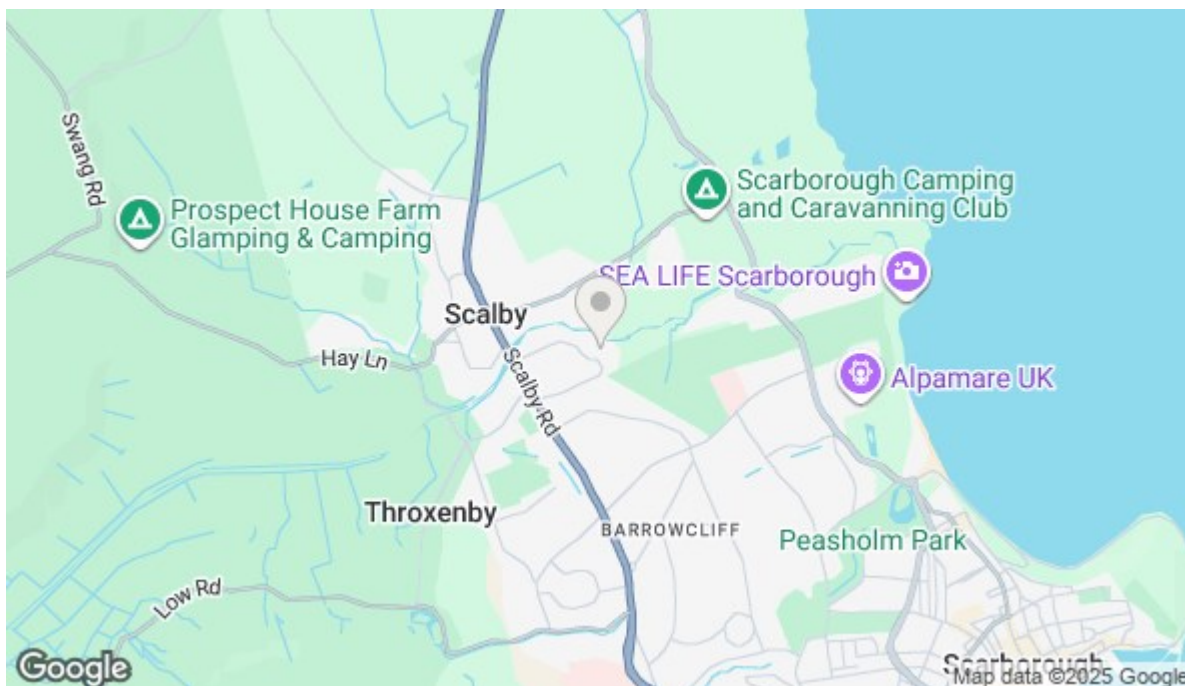 Swang Rd
Prospect House Farm
Glamping & Camping
Scarborough Camping
and Caravanning Club
SEA LIFE Scarborough
Scalby
Hay Ln
Scalby Rd
Alpamare UK
Throxenby
BARROWCLIFF
Peasholm Park
Low Rd
Scarborough
Google
Map data ©2025 Google